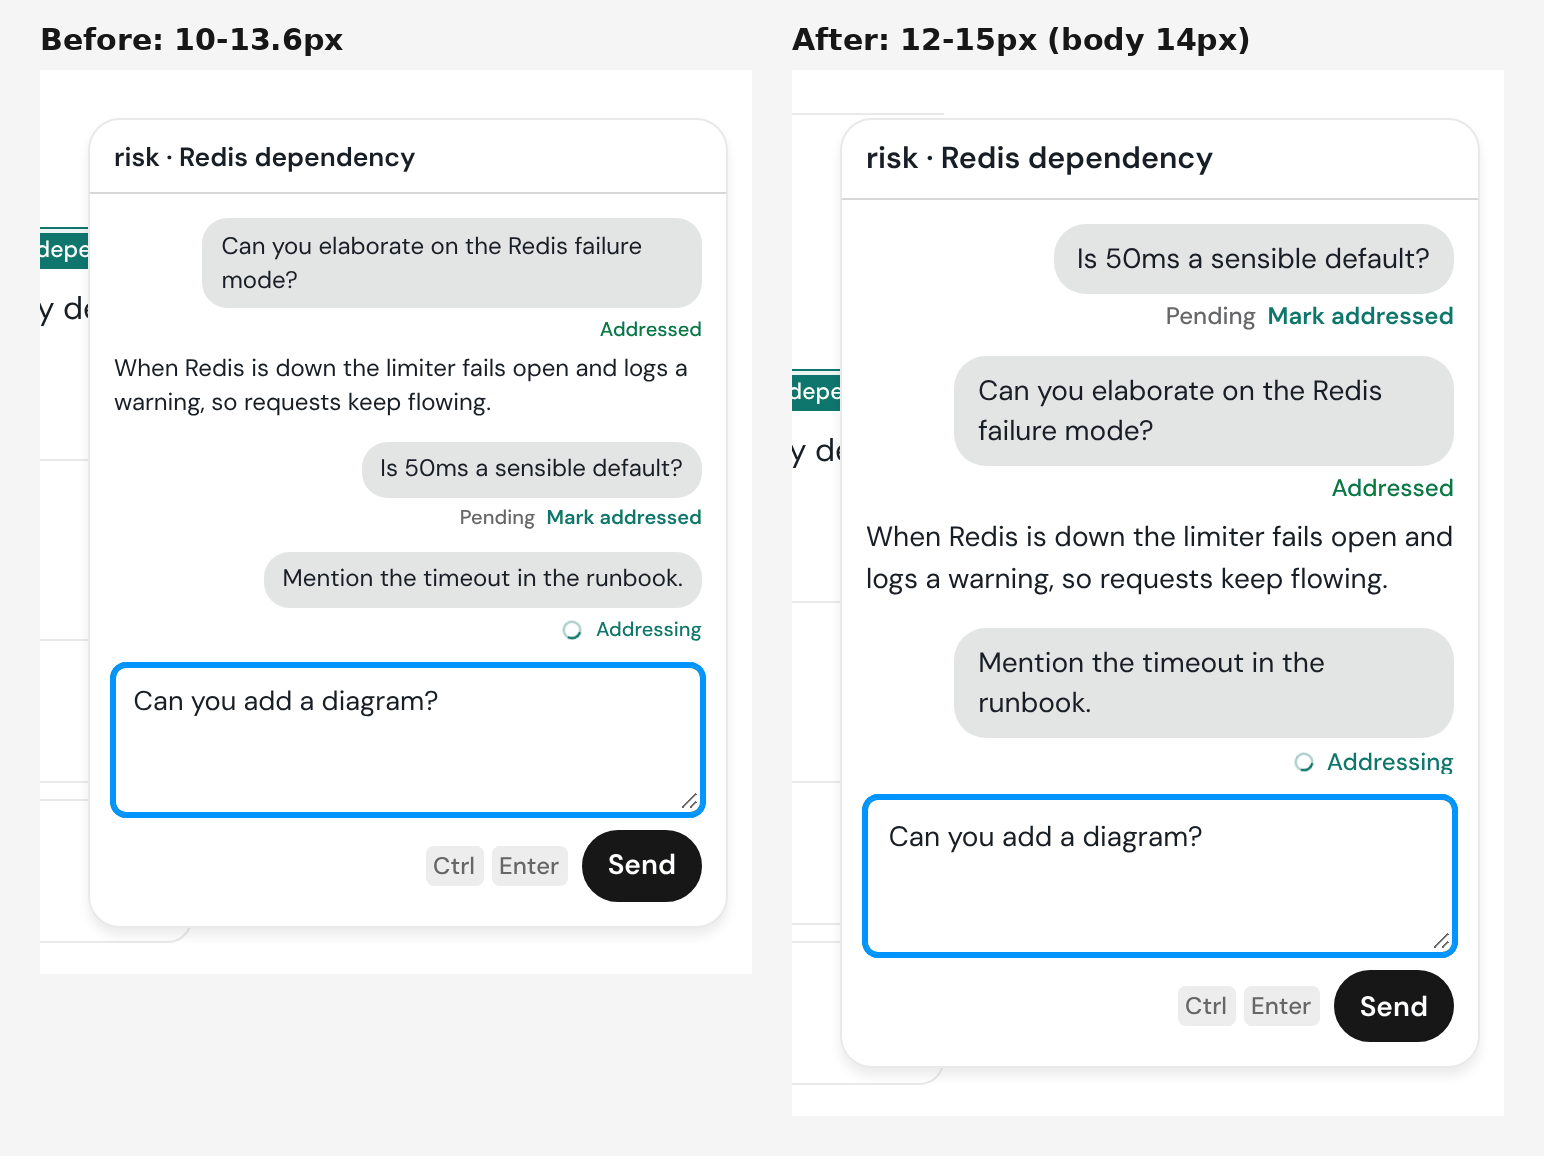 Before: 10-13.6px
risk · Redis dependency
depe
y de
Can you elaborate on the Redis failure
mode?
Addressed
When Redis is down the limiter fails open and logs a
warning, so requests keep flowing.
Is 50ms a sensible default?
Pending Mark addressed
Mention the timeout in the runbook.
Addressing
Can you add a diagram?
Ctrl Enter Send
After: 12-15px (body 14px)
risk · Redis dependency
Is 50ms a sensible default?
Pending Mark addressed
depe
y de
Can you elaborate on the Redis
failure mode?
Addressed
When Redis is down the limiter fails open and
logs a warning, so requests keep flowing.
Mention the timeout in the
runbook.
Addressing
Can you add a diagram?
Ctrl Enter Send